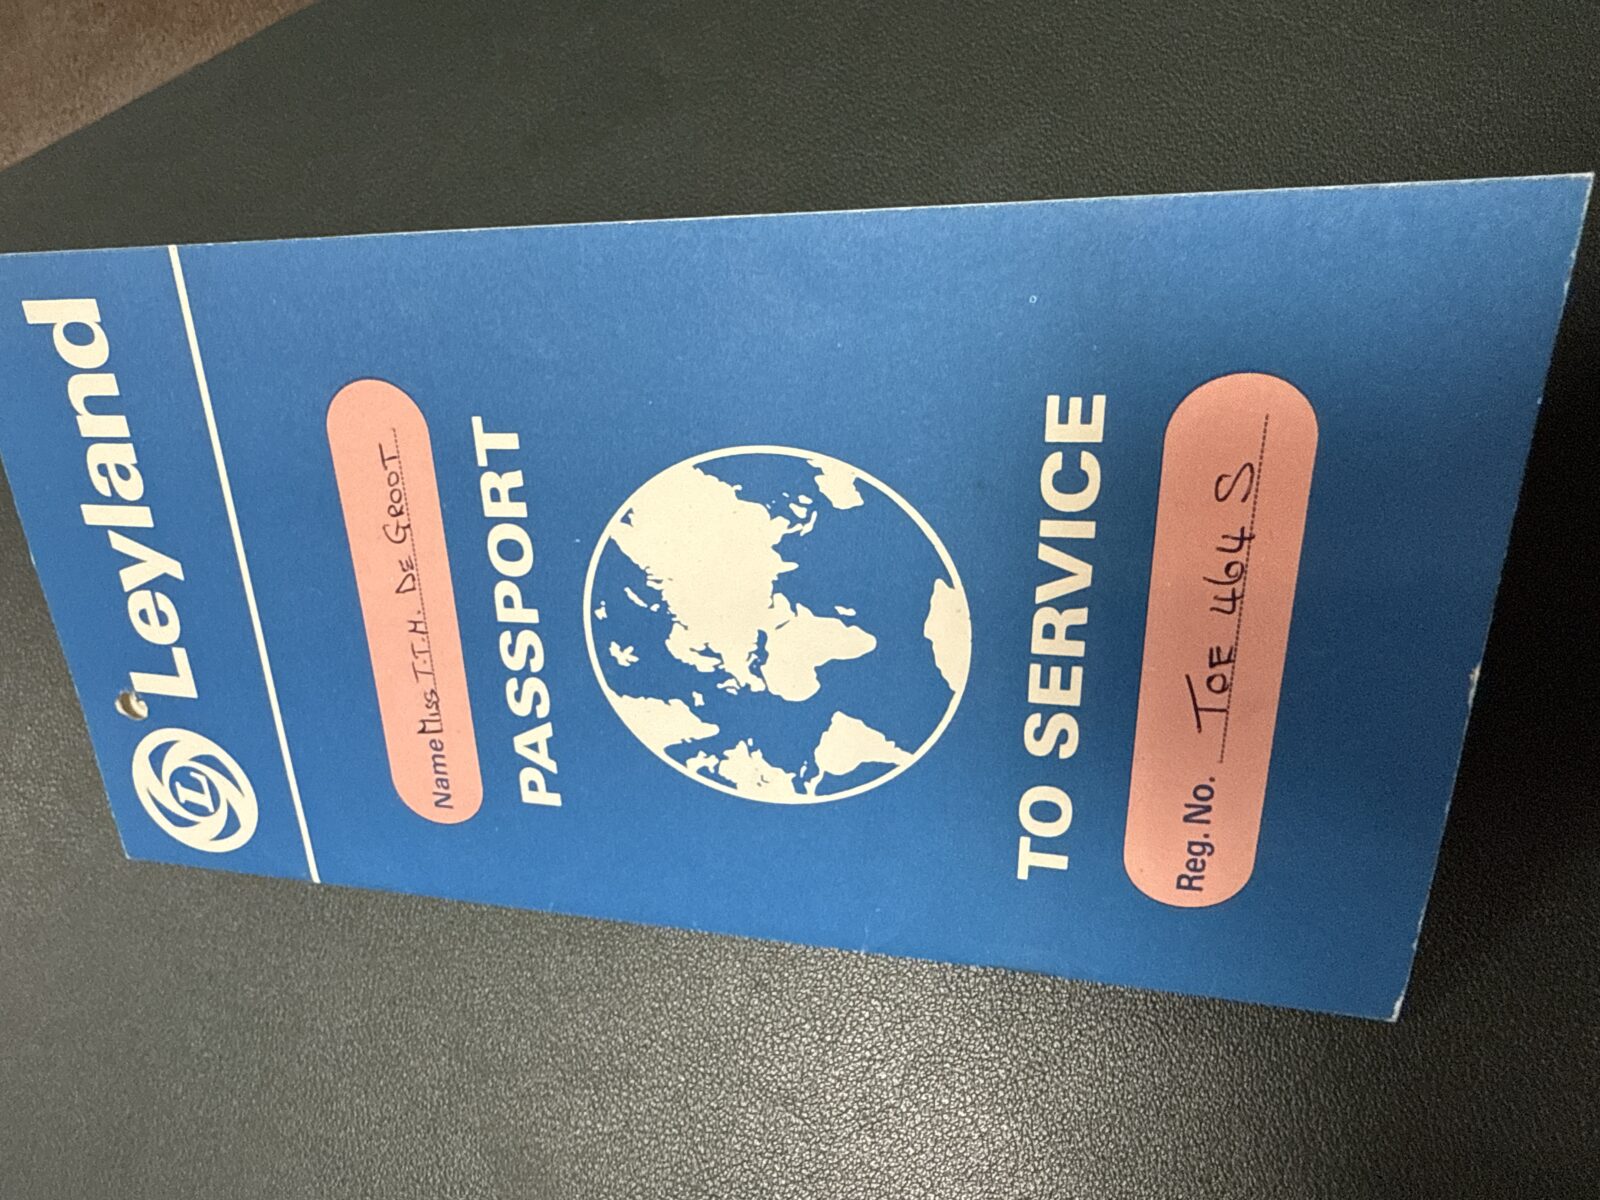 L Leyland
Name Miss T.T.H. De Groot
PASSPORT
TO SERVICE
Reg. No. TOE 464 S